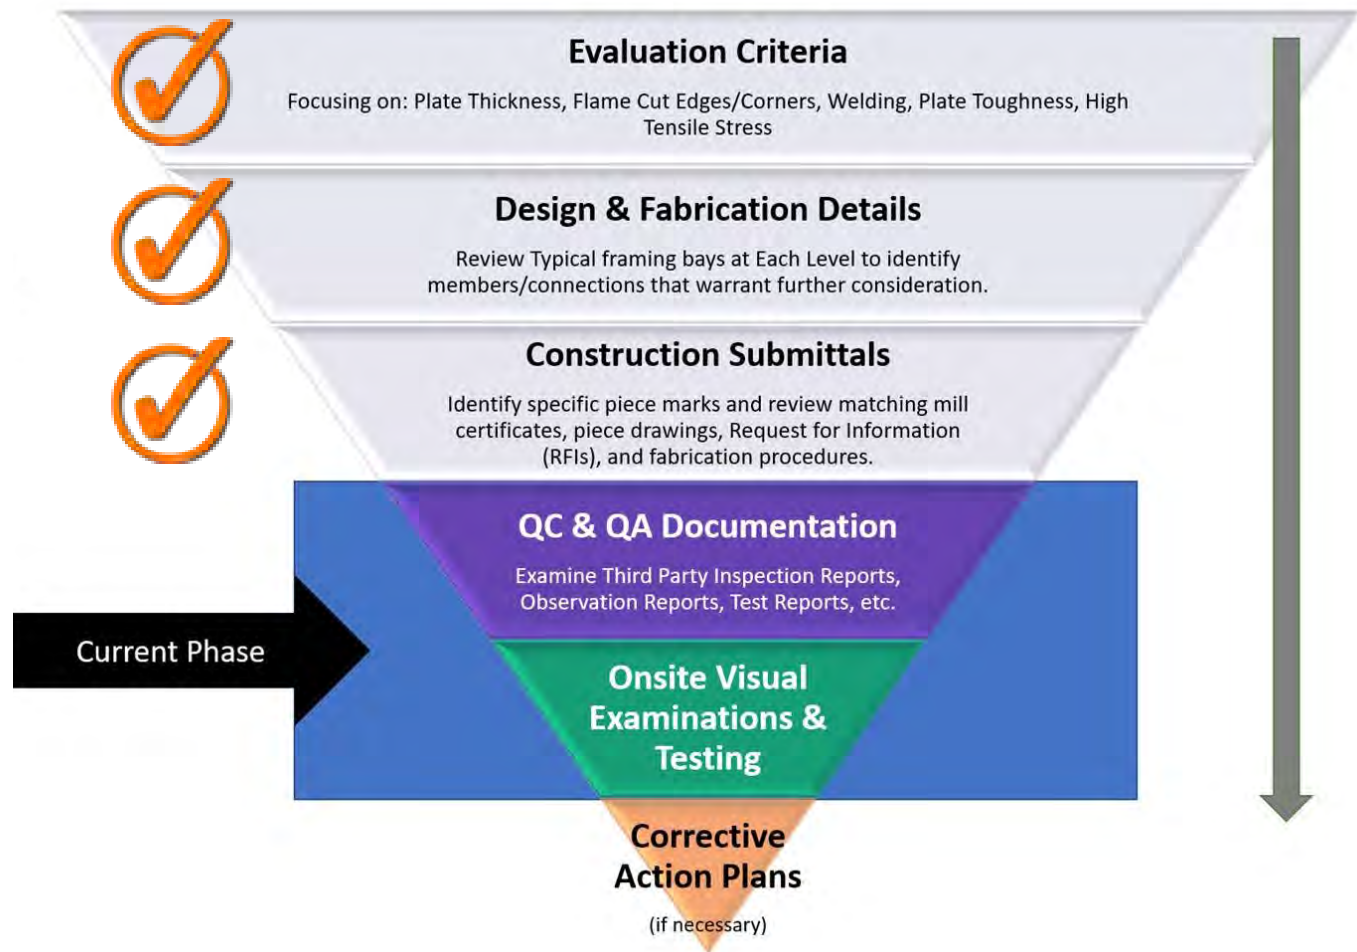 Evaluation Criteria
Focusing on: Plate Thickness, Flame Cut Edges/Corners, Welding, Plate Toughness, High
Tensile Stress
Design & Fabrication Details
Review Typical framing bays at Each Level to identify
members/connections that warrant further consideration.
Construction Submittals
Identify specific piece marks and review matching mill
certificates, piece drawings, Request for Information
(RFIs), and fabrication procedures.
QC & QA Documentation
Examine Third Party Inspection Reports,
Observation Reports, Test Reports, etc.
Current Phase
Onsite Visual
Examinations &
Testing
Corrective
Action Plans
(if necessary)